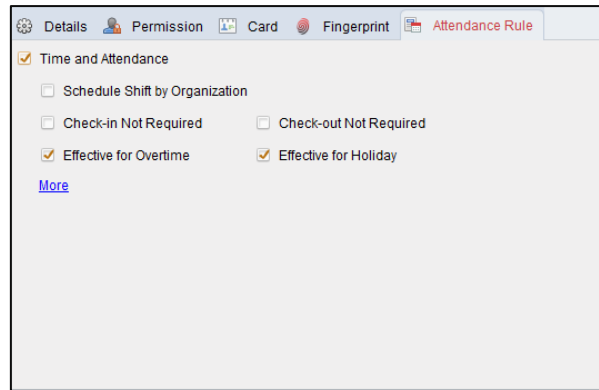 Details Permission Card Fingerprint Attendance Rule
Time and Attendance
Schedule Shift by Organization
Check-in Not Required Check-out Not Required
Effective for Overtime Effective for Holiday
More